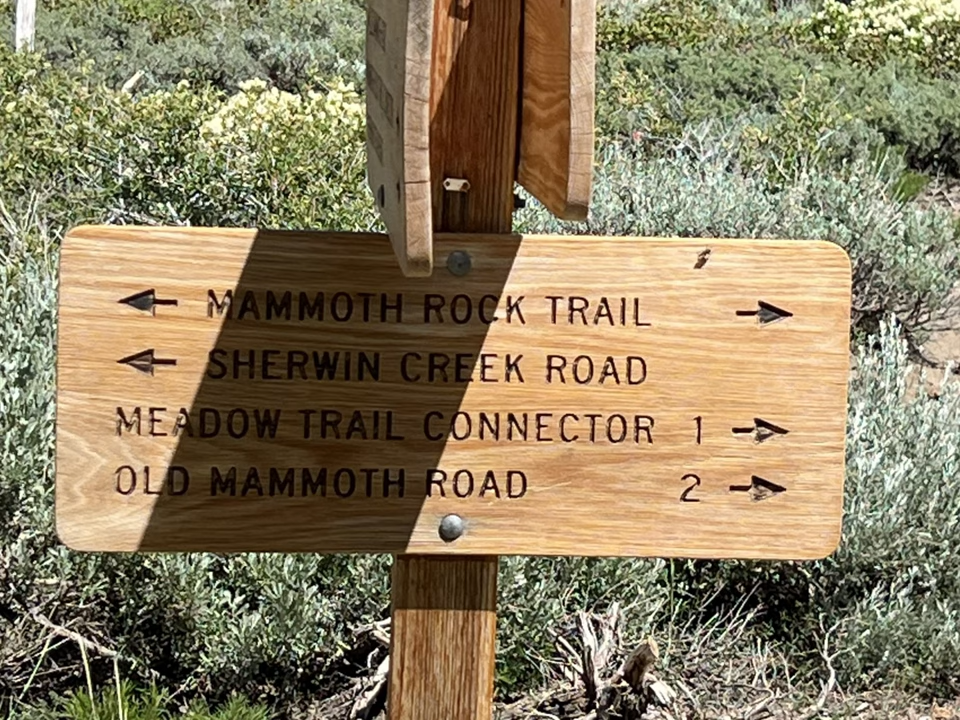 ← MAMMOTH ROCK TRAIL →
← SHERWIN CREEK ROAD
MEADOW TRAIL CONNECTOR 1 →
OLD MAMMOTH ROAD 2 →